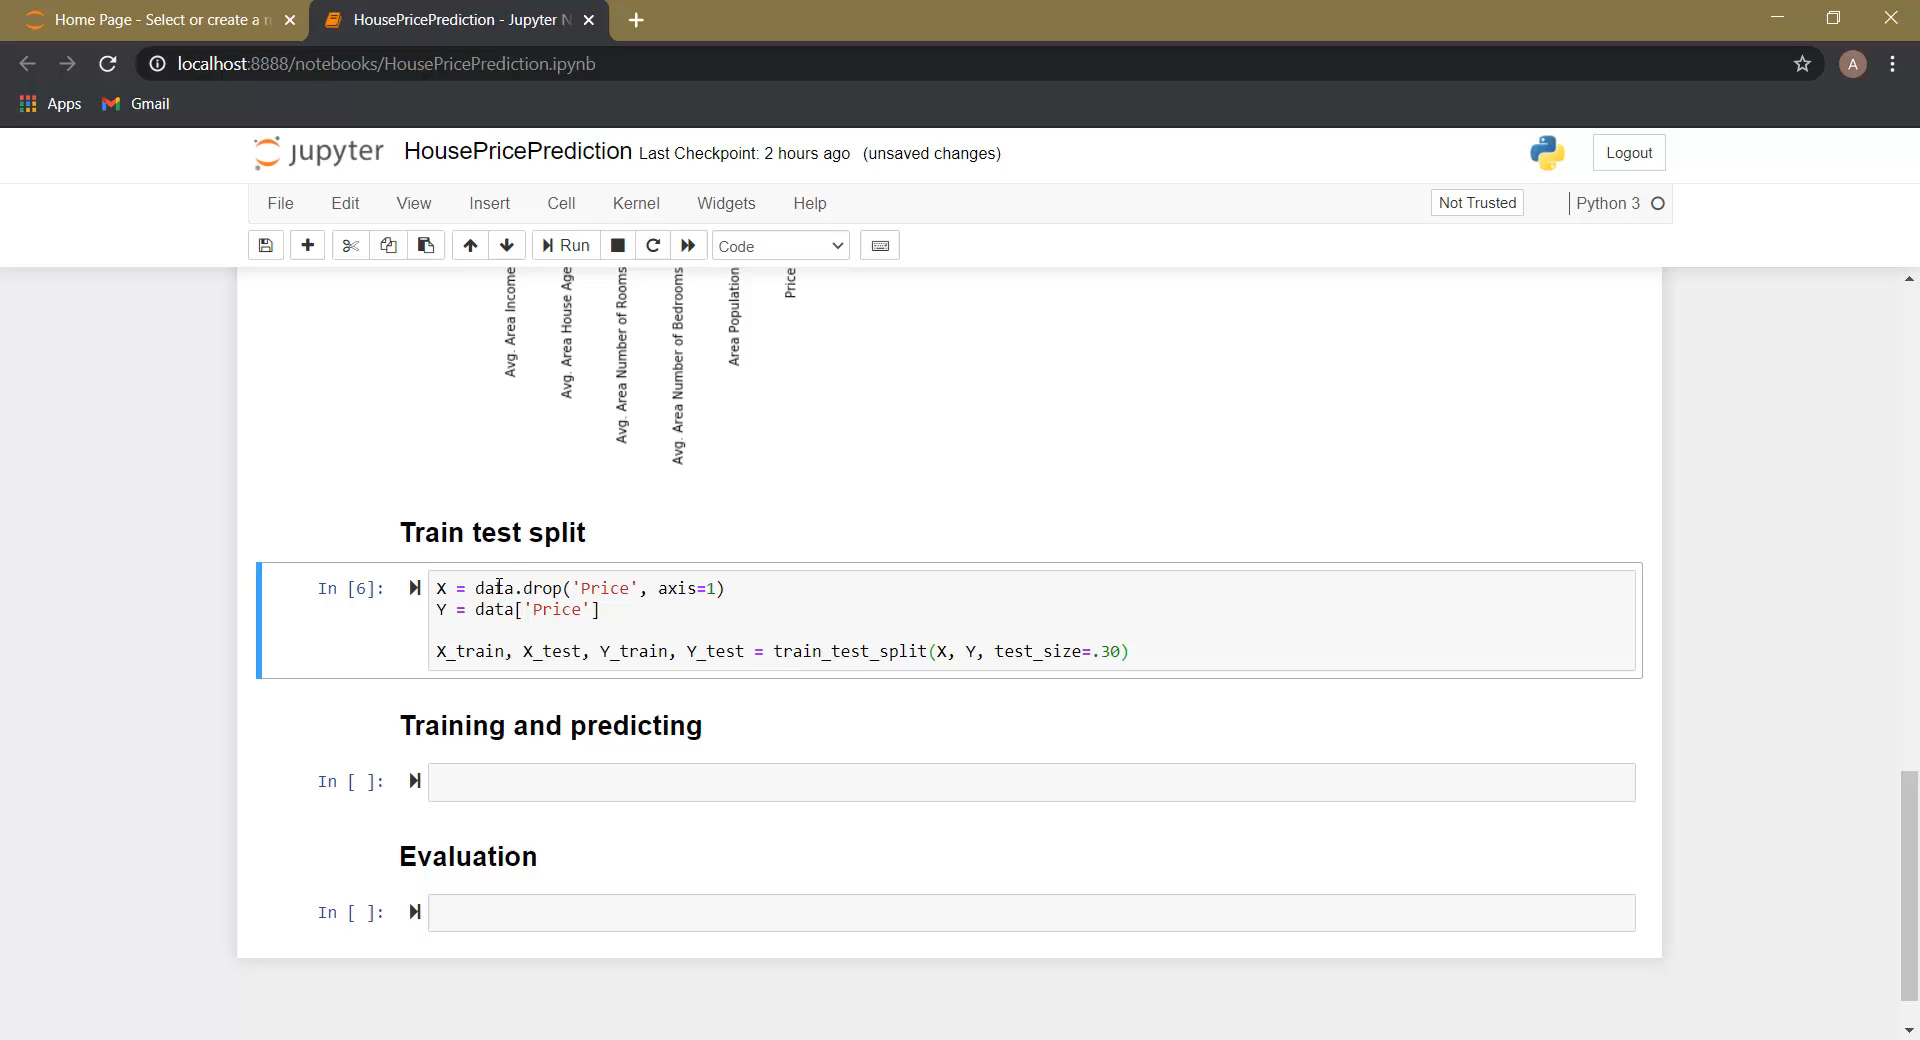 Home Page - Select or create a n
HousePricePrediction - Jupyter N
localhost:8888/notebooks/HousePricePrediction.ipynb
A
Apps
Gmail
jupyter
HousePricePrediction Last Checkpoint: 2 hours ago (unsaved changes)
Logout
File
Edit
View
Insert
Cell
Kernel
Widgets
Help
Not Trusted
Python 3
Run
Code
Avg. Area Income
Avg. Area House Age
Avg. Area Number of Rooms
Avg. Area Number of Bedrooms
Area Population
Price
Train test split
In [6]:
X = data.drop('Price', axis=1)
Y = data['Price']
X_train, X_test, Y_train, Y_test = train_test_split(X, Y, test_size=.30)
Training and predicting
In [ ]:
Evaluation
In [ ]: